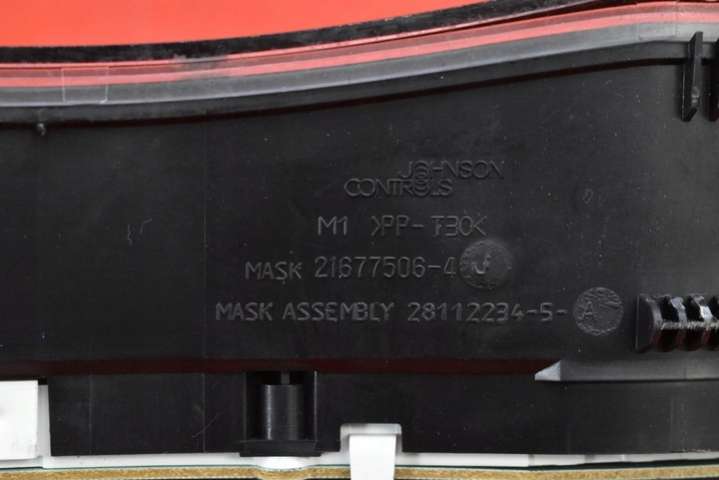 JOHNSON
CONTROLS
M1 >PP-T30<
MASK 21677506-4 J
MASK ASSEMBLY 28112234-5- A